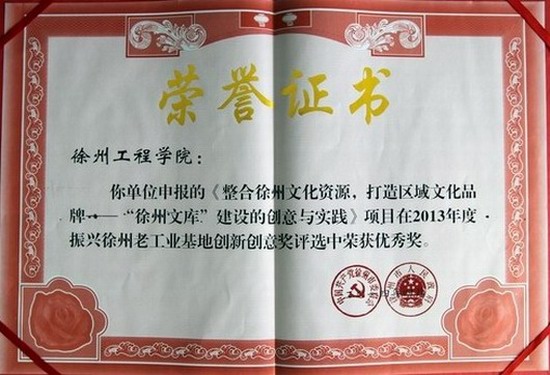 荣誉证书
徐州工程学院：
你单位申报的《整合徐州文化资源，打造区域文化品
牌——“徐州文库”建设的创意与实践》项目在2013年度
振兴徐州老工业基地创新创意奖评选中荣获优秀奖。